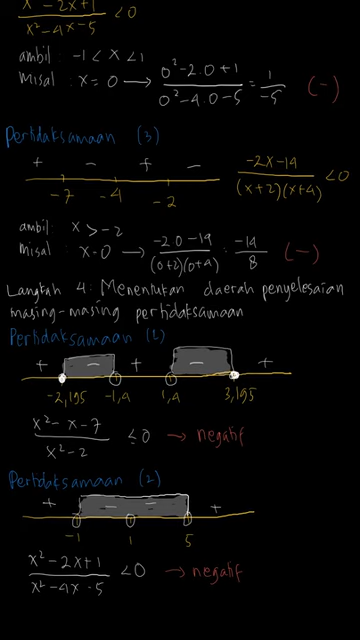 x² - 2x + 1 / x² - 4x - 5 < 0
ambil : -1 < x < 1
misal : x = 0 → 0² - 2.0 + 1 / 0² - 4.0 - 5 = 1 / -5 (-)
Pertidaksamaan (3)
+ - + -
-7 -4 -2
-2x - 14 / (x+2)(x+4) < 0
ambil : x > -2
misal : x = 0 → -2 0 - 14 / (0+2)(0+4) = -14 / 8 (-)
Langkah 4 : Menentukan daerah penyelesaian
masing-masing pertidaksamaan
Pertidaksamaan (1)
+ - + - +
-2,195 -1,4 1,4 3,195
x² - x - 7 / x² - 2 ≤ 0 → negatif
Pertidaksamaan (2)
+ - - +
-1 1 5
x² - 2x + 1 / x² - 4x - 5 < 0 → negatif